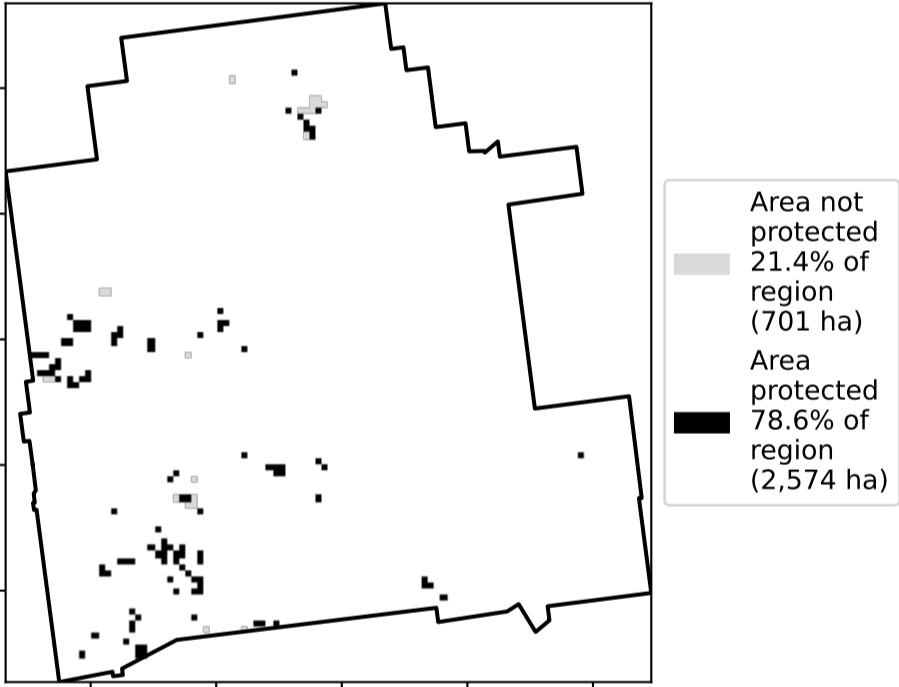 Area not
protected
21.4% of
region
(701 ha)
Area
protected
78.6% of
region
(2,574 ha)